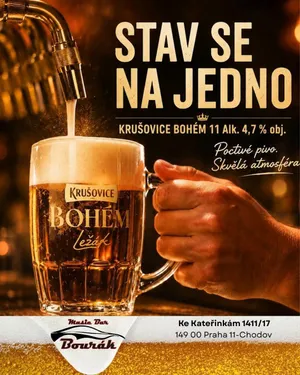 STAV SE
NA JEDNO
KRUŠOVICE BOHÉM 11 Alk. 4,7 % obj.
Poctivé pivo.
Skvělá atmosféra
KRUŠOVICE
BOHÉM
Ležák
Music Bar
Bourák
Ke Kateřinkám 1411/17
149 00 Praha 11-Chodov